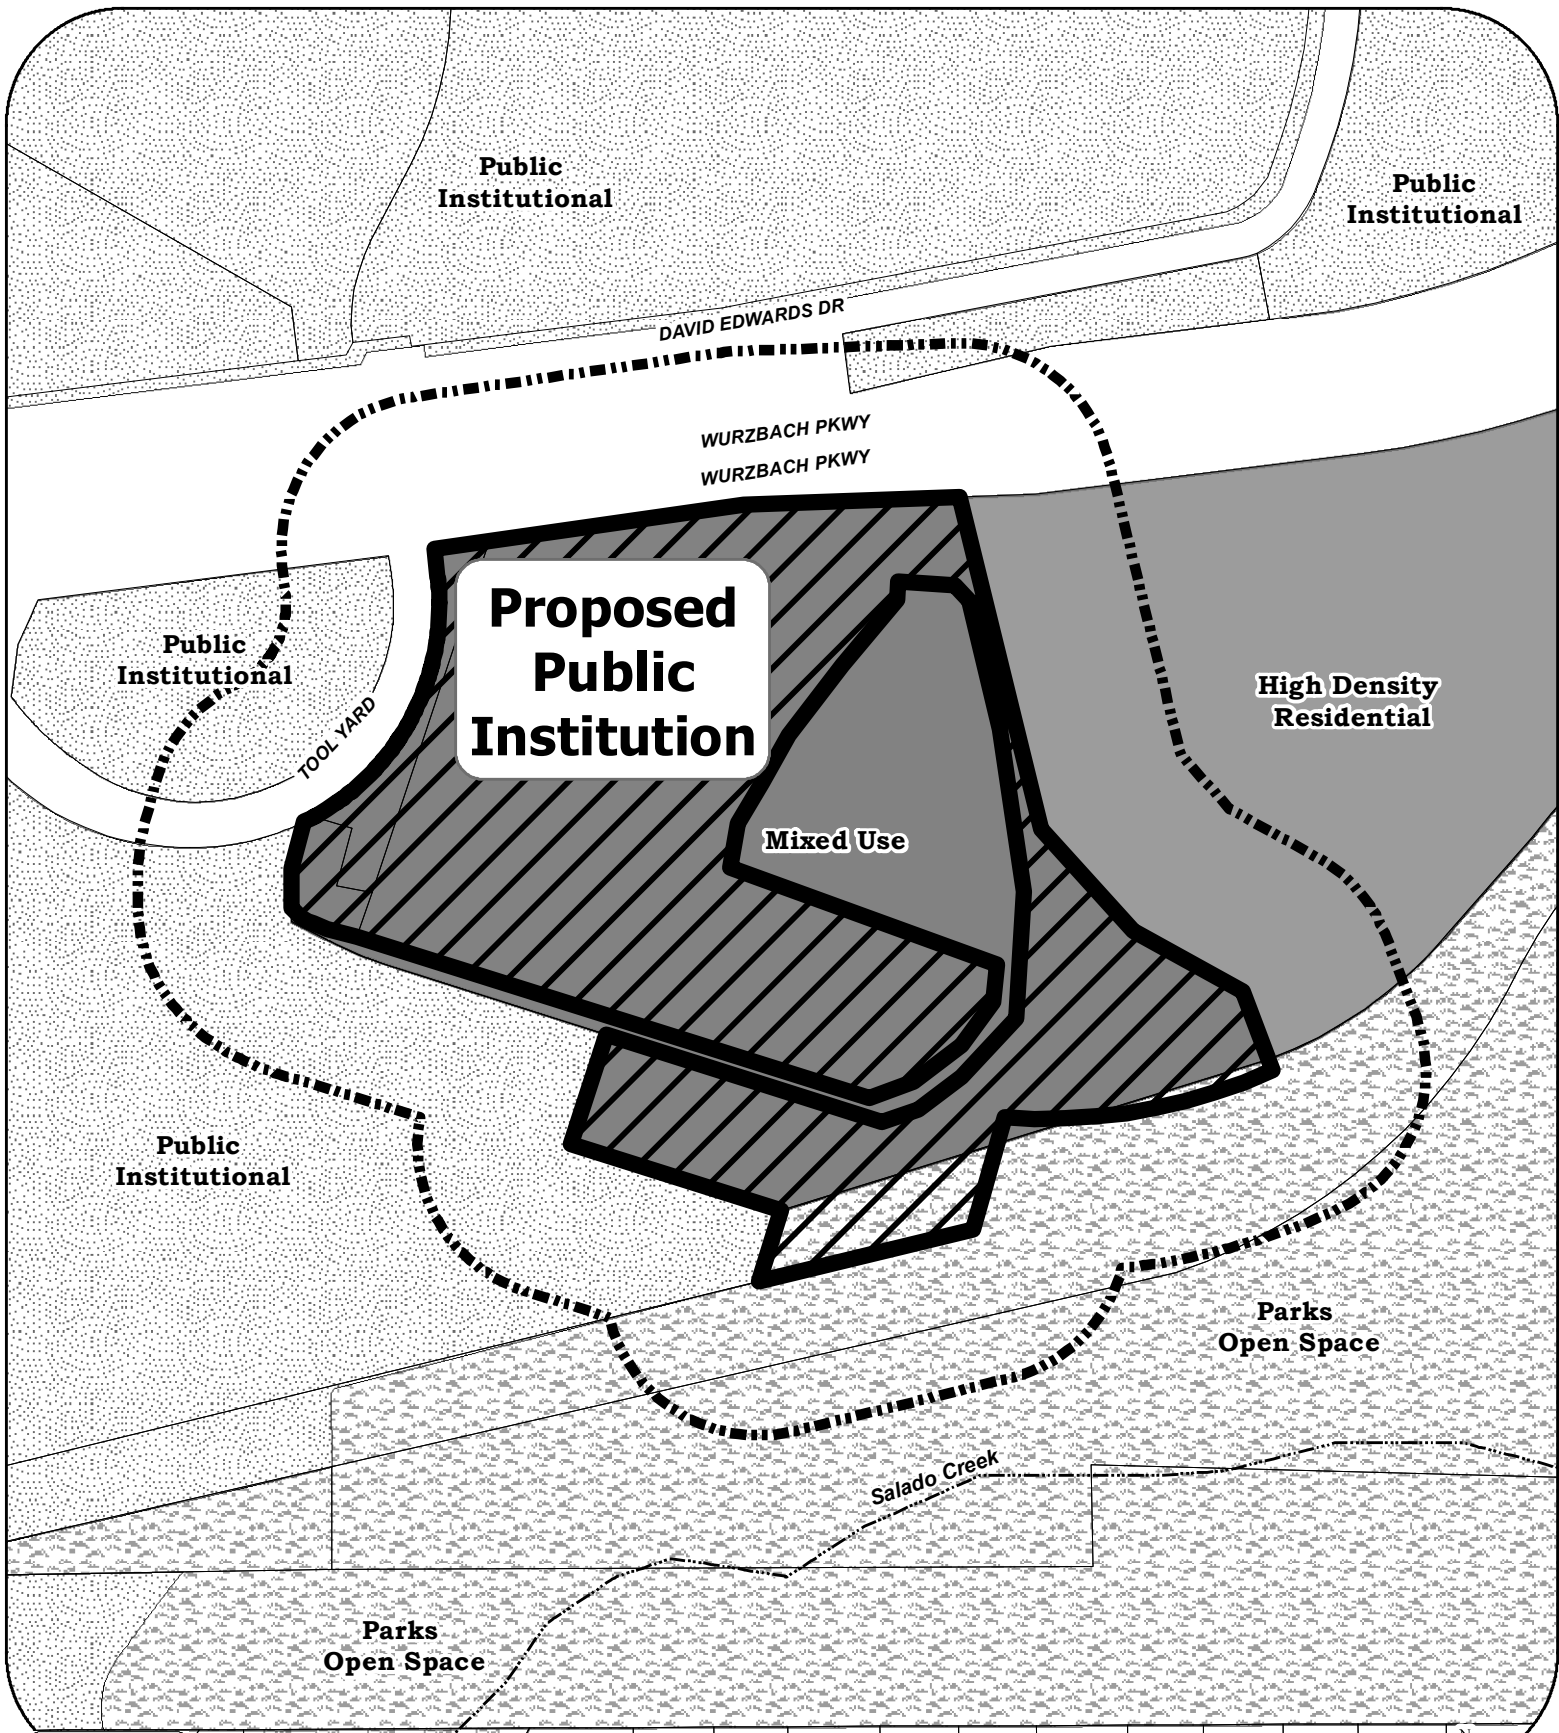 Public
Institutional
Public
Institutional
DAVID EDWARDS DR
WURZBACH PKWY
WURZBACH PKWY
Proposed
Public
Institution
Public
Institutional
TOOL YARD
High Density
Residential
Mixed Use
Public
Institutional
Parks
Open Space
Salado Creek
Parks
Open Space
N